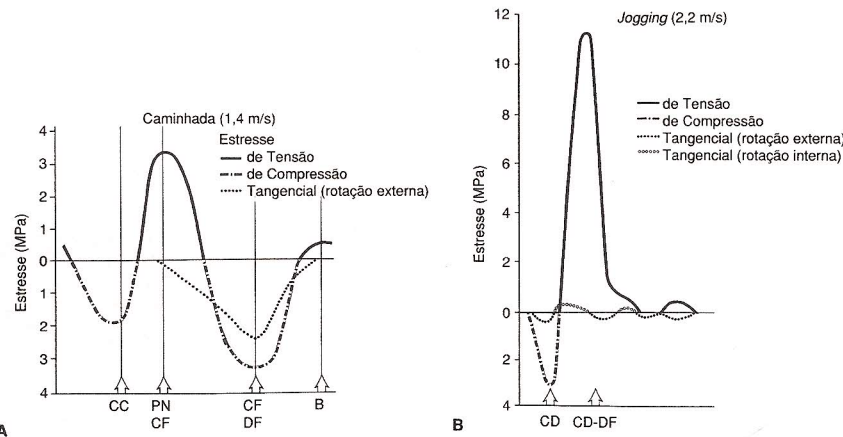 Caminhada (1,4 m/s)
Estresse
de Tensão
de Compressão
Tangencial (rotação externa)
Estresse (MPa)
4
3
2
1
0
1
2
3
4
CC
PN
CF
CF
DF
B
A
Jogging (2,2 m/s)
de Tensão
de Compressão
Tangencial (rotação externa)
Tangencial (rotação interna)
Estresse (MPa)
12
10
8
6
4
2
0
2
4
CD
CD-DF
B